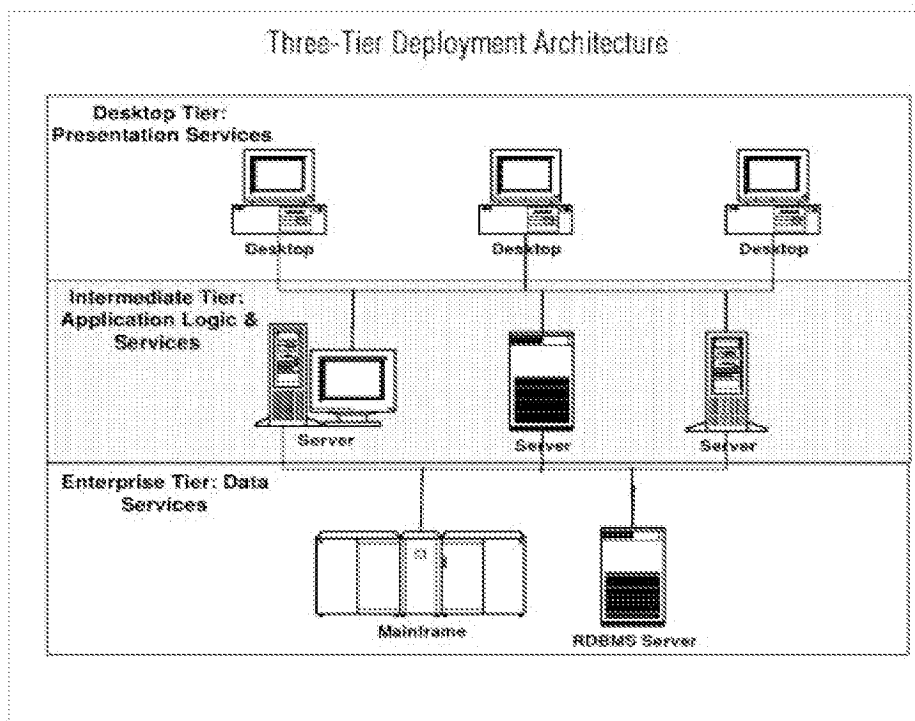 Three-Tier Deployment Architecture
Desktop Tier:
Presentation Services
Desktop
Desktop
Desktop
Intermediate Tier:
Application Logic &
Services
Server
Server
Server
Enterprise Tier: Data
Services
Mainframe
RDBMS Server